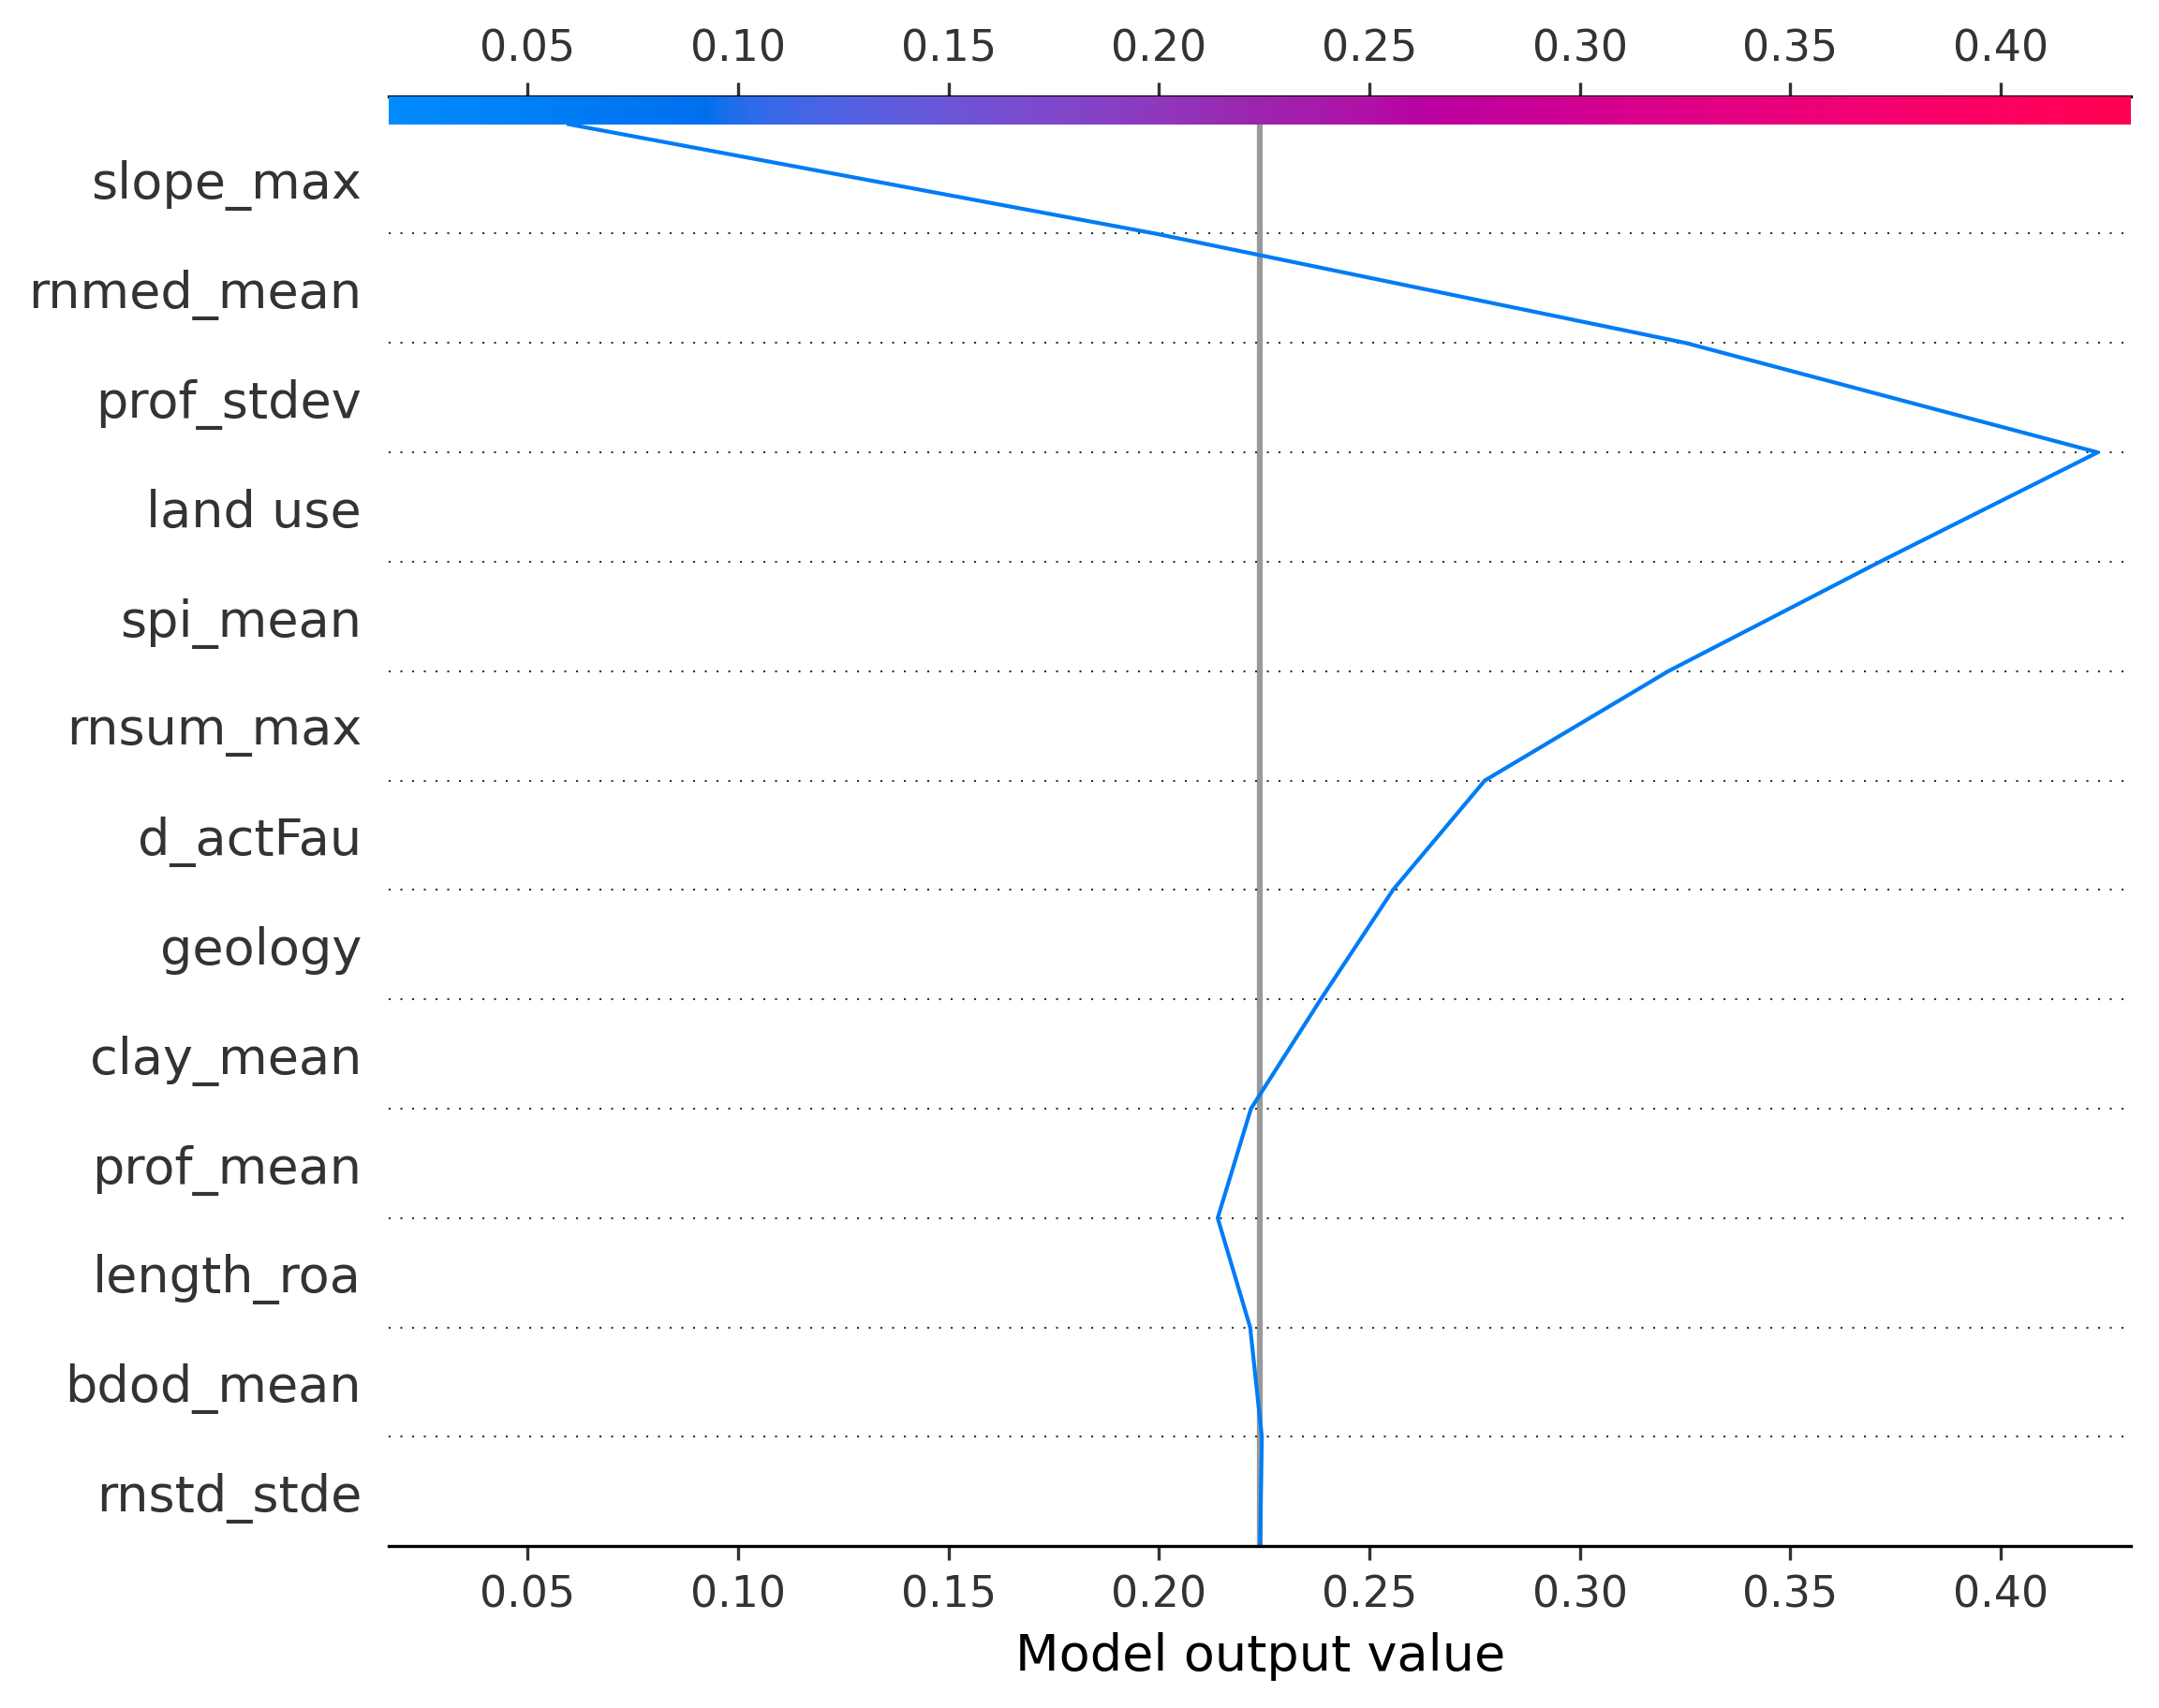 0.05 0.10 0.15 0.20 0.25 0.30 0.35 0.40
slope_max
rnmed_mean
prof_stdev
land use
spi_mean
rnsum_max
d_actFau
geology
clay_mean
prof_mean
length_roa
bdod_mean
rnstd_stde
0.05 0.10 0.15 0.20 0.25 0.30 0.35 0.40
Model output value